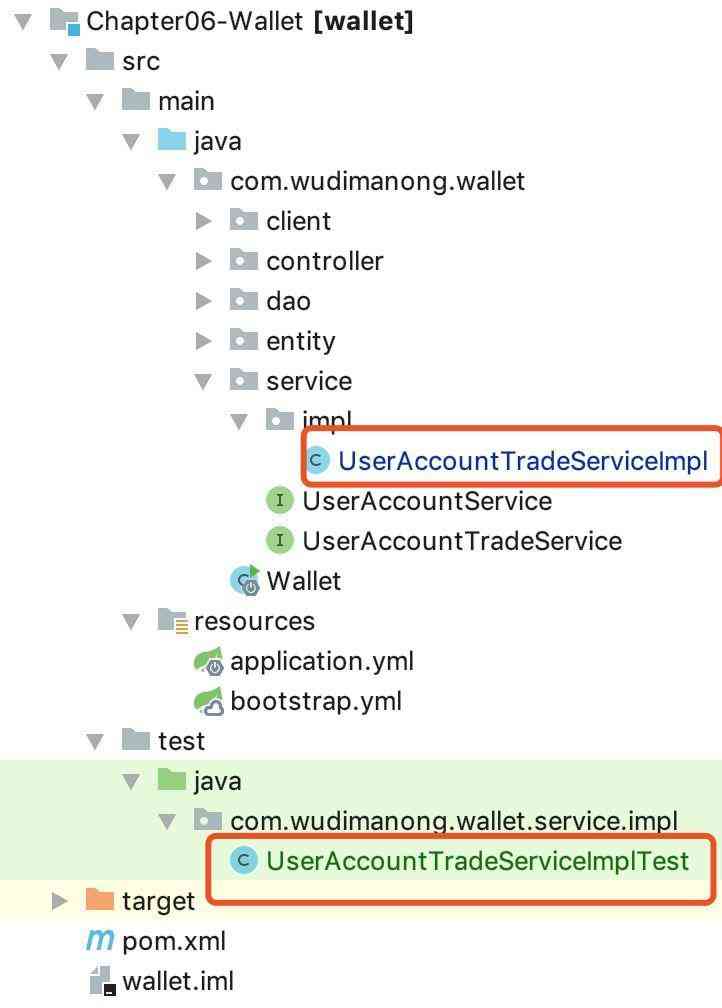 Chapter06-Wallet [wallet]
src
main
java
com.wudimanong.wallet
client
controller
dao
entity
service
impl
C UserAccountTradeServiceImpl
I UserAccountService
I UserAccountTradeService
C Wallet
resources
application.yml
bootstrap.yml
test
java
com.wudimanong.wallet.service.impl
C UserAccountTradeServiceImplTest
target
m pom.xml
wallet.iml